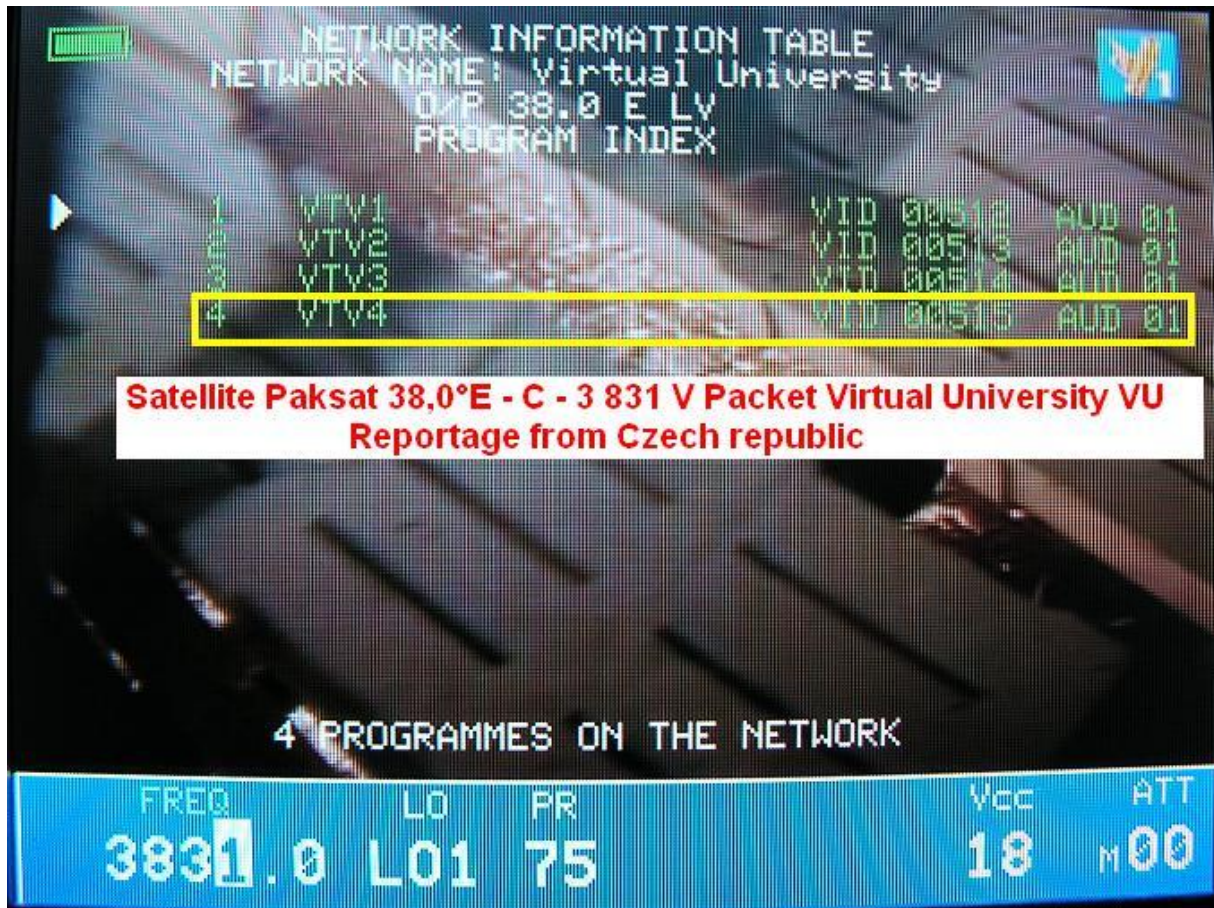 NETWORK INFORMATION TABLE
NETWORK NAME: Virtual University
O/P 38.0 E LV
PROGRAM INDEX
1 VTV1 VID 00512 AUD 01
2 VTV2 VID 00513 AUD 01
3 VTV3 VID 00514 AUD 01
4 VTV4 VID 00515 AUD 01
Satellite Paksat 38,0°E - C - 3 831 V Packet Virtual University VU
Reportage from Czech republic
4 PROGRAMMES ON THE NETWORK
FREQ LO PR Vcc ATT
3831.0 LO1 75 18 M00
1